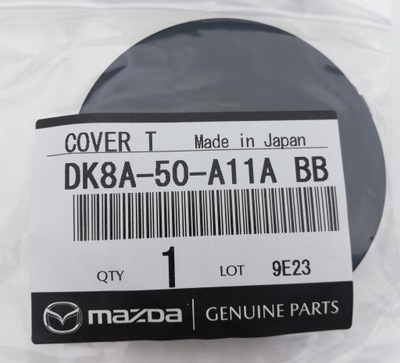 COVER T Made in Japan
DK8A-50-A11A BB
QTY 1 LOT 9E23
mazda GENUINE PARTS